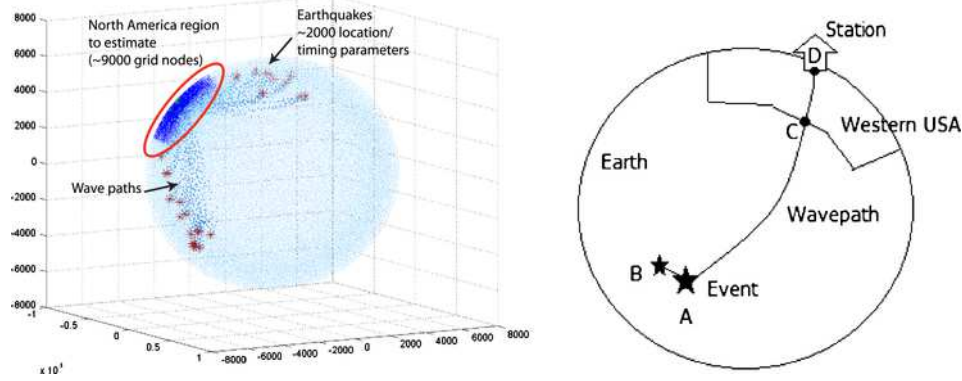 North America region
to estimate
(~9000 grid nodes)
Earthquakes
~2000 location/
timing parameters
Wave paths
8000
6000
4000
2000
0
-2000
-4000
-6000
-8000
-1
-0.5
0
0.5
1
-8000 -6000 -4000 -2000 0 2000 4000 6000 8000
Station
D
C
Western USA
Earth
Wavepath
B
Event
A